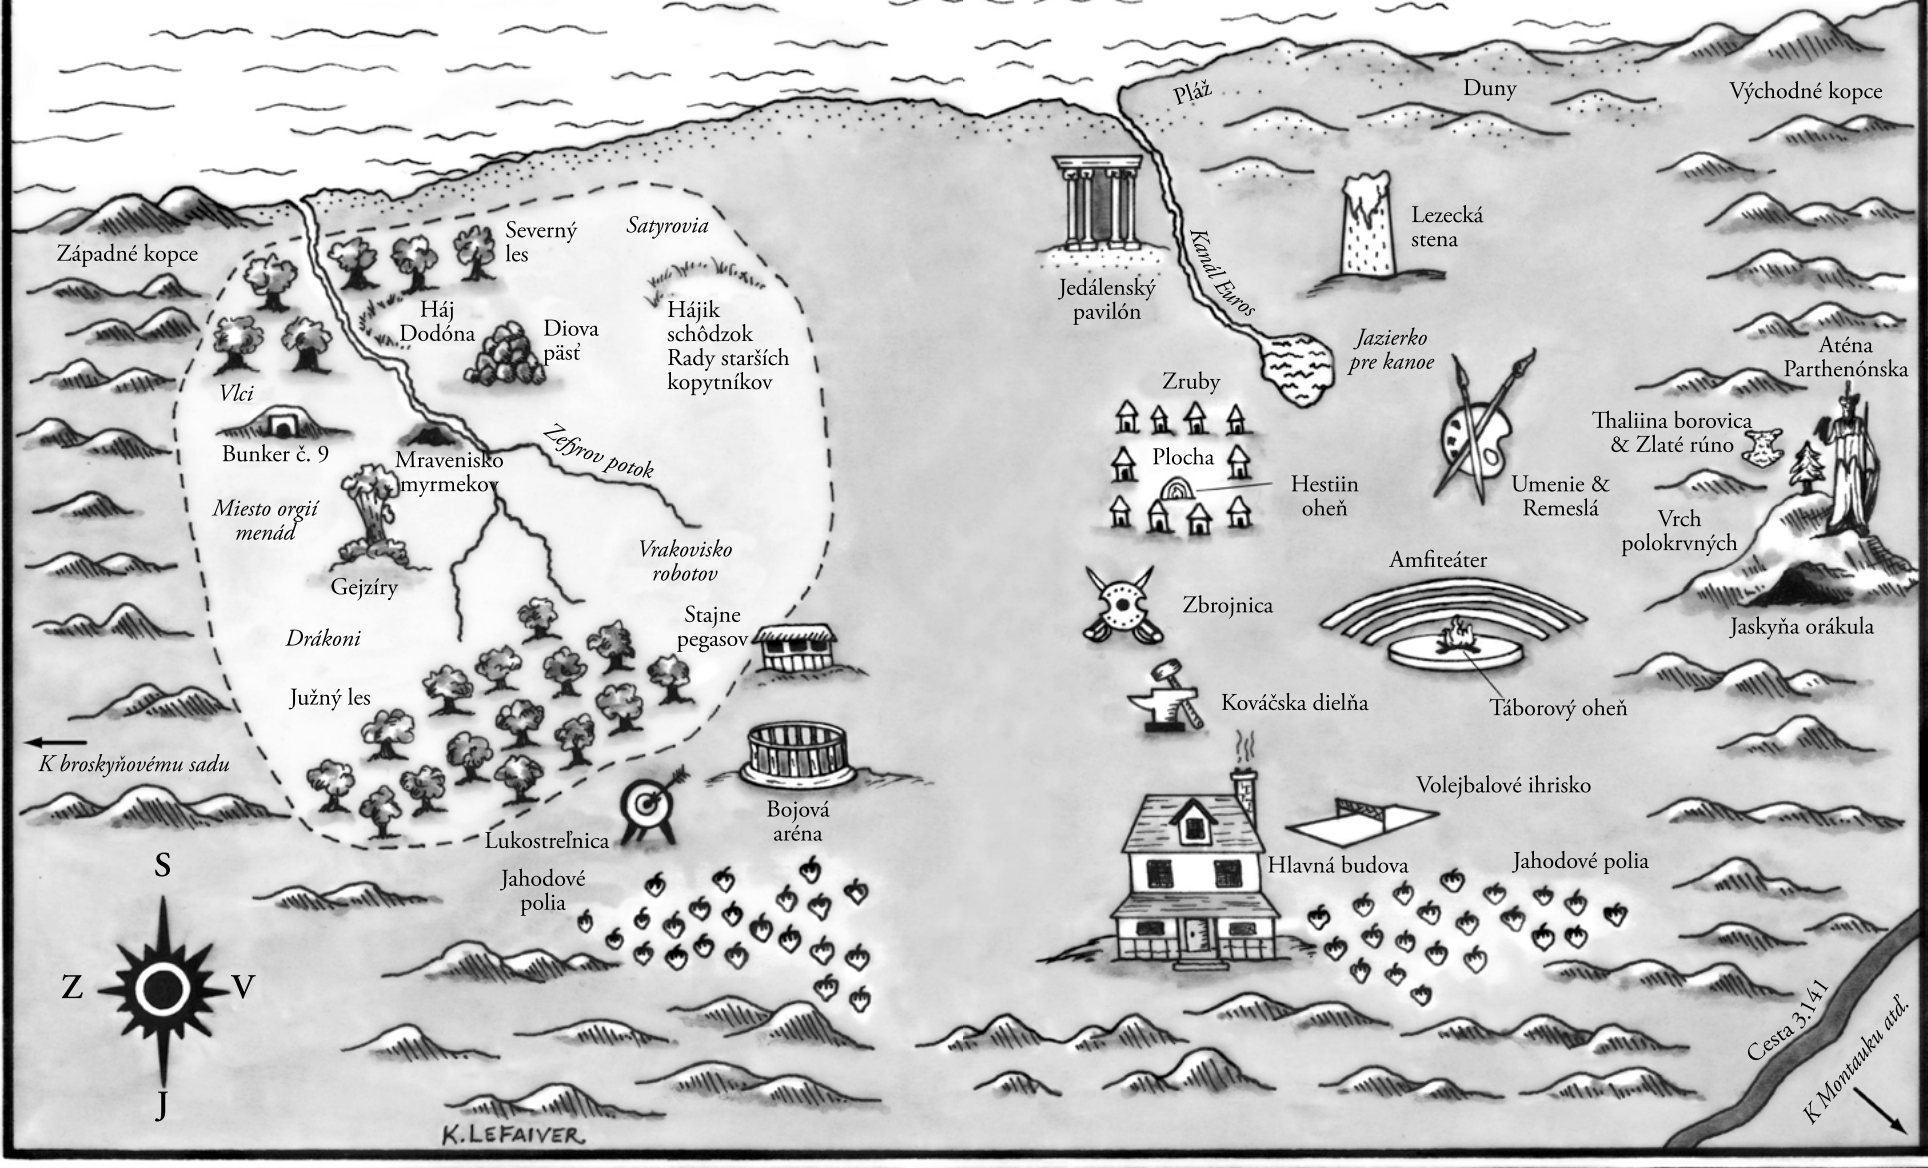 Pláž
Duny
Východné kopce
Západné kopce
Severný
les
Satyrovia
Háj
Dodóna
Diova
päsť
Hájik
schôdzok
Rady starších
kopytníkov
Jedálenský
pavilón
Kanál Euros
Lezecká
stena
Jazierko
pre kanoe
Aténa
Parthenónska
Vlci
Bunker č. 9
Mravenisko
myrmekov
Zefyrov potok
Zruby
Plocha
Hestiin
oheň
Umenie &
Remeslá
Thaliina borovica
& Zlaté rúno
Vrch
polokrvných
Miesto orgií
menád
Gejzíry
Vrakovisko
robotov
Amfiteáter
Zbrojnica
Jaskyňa orákula
Stajne
pegasov
Drákoni
Južný les
Kováčska dielňa
Táborový oheň
K broskyňovému sadu
Lukostreľnica
Bojová
aréna
Volejbalové ihrisko
Hlavná budova
Jahodové polia
Jahodové
polia
S
Z
V
J
Cesta 3.141
K Montauku atď.
K. LEFAIVER